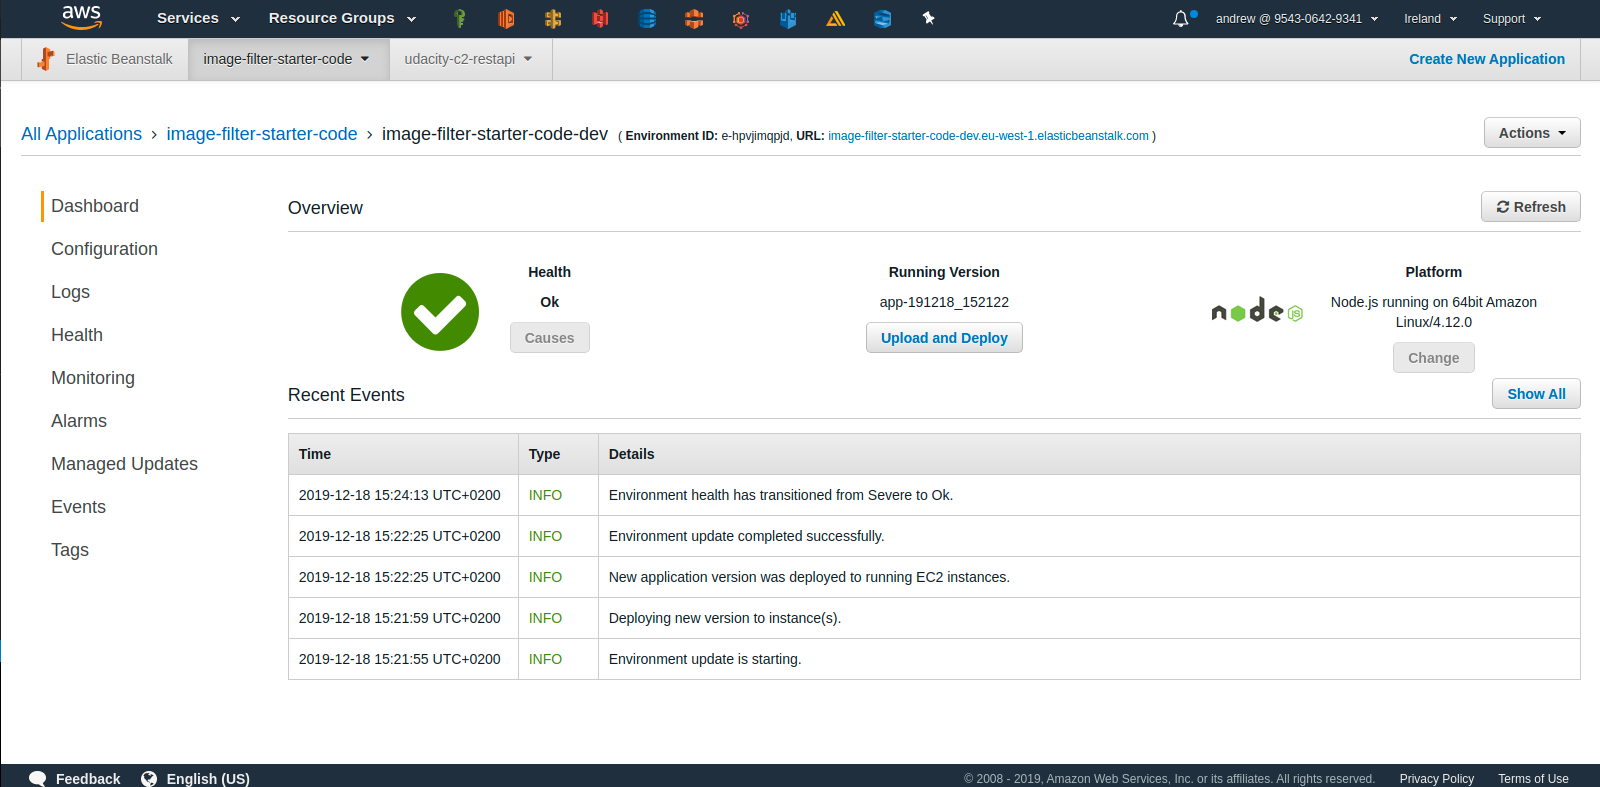 aws Services Resource Groups andrew @ 9543-0642-9341 Ireland Support
Elastic Beanstalk image-filter-starter-code udacity-c2-restapi Create New Application
All Applications › image-filter-starter-code › image-filter-starter-code-dev ( Environment ID: e-hpvjimqpjd, URL: image-filter-starter-code-dev.eu-west-1.elasticbeanstalk.com ) Actions
Dashboard
Configuration
Logs
Health
Monitoring
Alarms
Managed Updates
Events
Tags
Overview Refresh
Health
Ok
Causes
Running Version
app-191218_152122
Upload and Deploy
node JS
Platform
Node.js running on 64bit Amazon
Linux/4.12.0
Change
Recent Events Show All
Time Type Details
2019-12-18 15:24:13 UTC+0200 INFO Environment health has transitioned from Severe to Ok.
2019-12-18 15:22:25 UTC+0200 INFO Environment update completed successfully.
2019-12-18 15:22:25 UTC+0200 INFO New application version was deployed to running EC2 instances.
2019-12-18 15:21:59 UTC+0200 INFO Deploying new version to instance(s).
2019-12-18 15:21:55 UTC+0200 INFO Environment update is starting.
Feedback English (US) © 2008 - 2019, Amazon Web Services, Inc. or its affiliates. All rights reserved. Privacy Policy Terms of Use